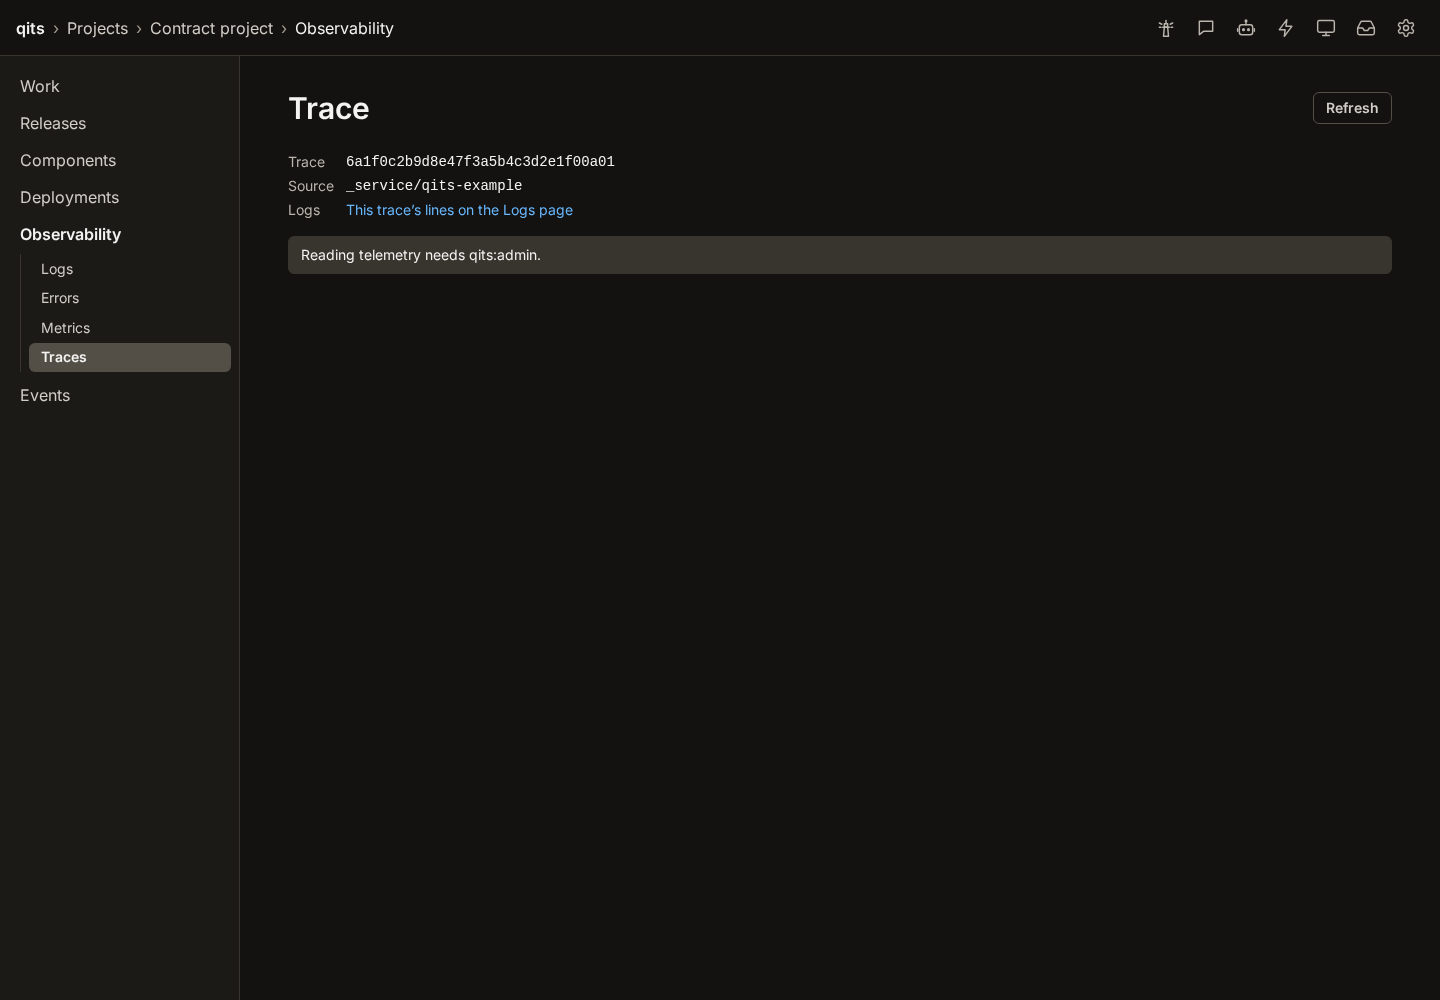 qits › Projects › Contract project › Observability
Work
Releases
Components
Deployments
Observability
Logs
Errors
Metrics
Traces
Events
Trace
Refresh
Trace 6a1f0c2b9d8e47f3a5b4c3d2e1f00a01
Source _service/qits-example
Logs This trace’s lines on the Logs page
Reading telemetry needs qits:admin.